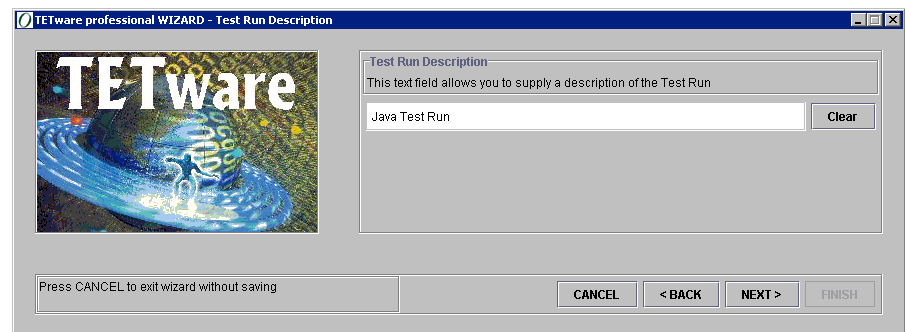 TETware professional WIZARD - Test Run Description
TETware
Test Run Description
This text field allows you to supply a description of the Test Run
Java Test Run
Clear
Press CANCEL to exit wizard without saving
CANCEL
< BACK
NEXT >
FINISH